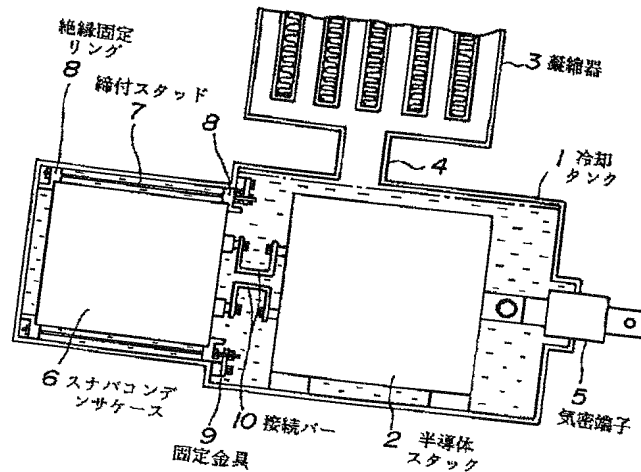 絶縁固定
リング
8
締付スタッド
7
8
3 凝縮器
4
1 冷却
タンク
6 スナバコンデ
ンサケース
9
固定金具
10 接続バー
2 半導体
スタック
5
気密端子